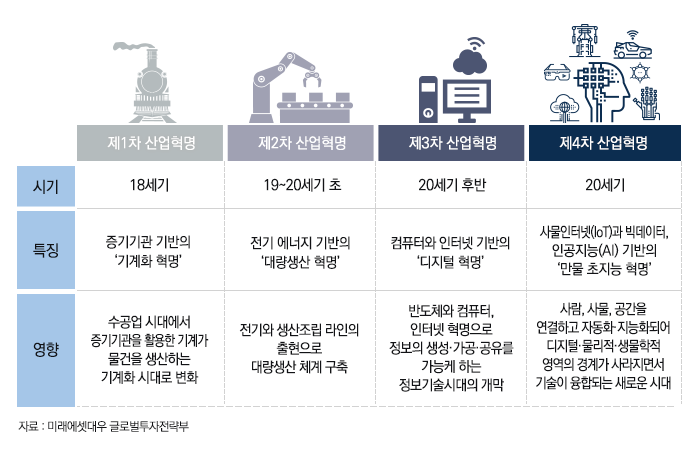 제1차 산업혁명 제2차 산업혁명 제3차 산업혁명 제4차 산업혁명
시기 18세기 19~20세기 초 20세기 후반 20세기
특징
증기기관 기반의
‘기계화 혁명’
전기 에너지 기반의
‘대량생산 혁명’
컴퓨터와 인터넷 기반의
‘디지털 혁명’
사물인터넷(IoT)과 빅데이터,
인공지능(AI) 기반의
‘만물 초지능 혁명’
영향
수공업 시대에서
증기기관을 활용한 기계가
물건을 생산하는
기계화 시대로 변화
전기와 생산조립 라인의
출현으로
대량생산 체계 구축
반도체와 컴퓨터,
인터넷 혁명으로
정보의 생성·가공·공유를
가능케 하는
정보기술시대의 개막
사람, 사물, 공간을
연결하고 자동화·지능화되어
디지털·물리적·생물학적
영역의 경계가 사라지면서
기술이 융합되는 새로운 시대
자료 : 미래에셋대우 글로벌투자전략부